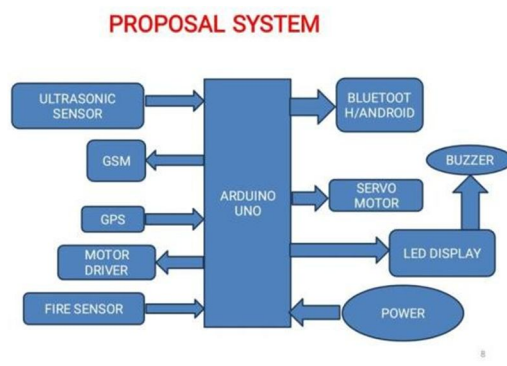 PROPOSAL SYSTEM
ULTRASONIC
SENSOR
GSM
GPS
MOTOR
DRIVER
FIRE SENSOR
ARDUINO
UNO
BLUETOOT
H/ANDROID
BUZZER
SERVO
MOTOR
LED DISPLAY
POWER
8